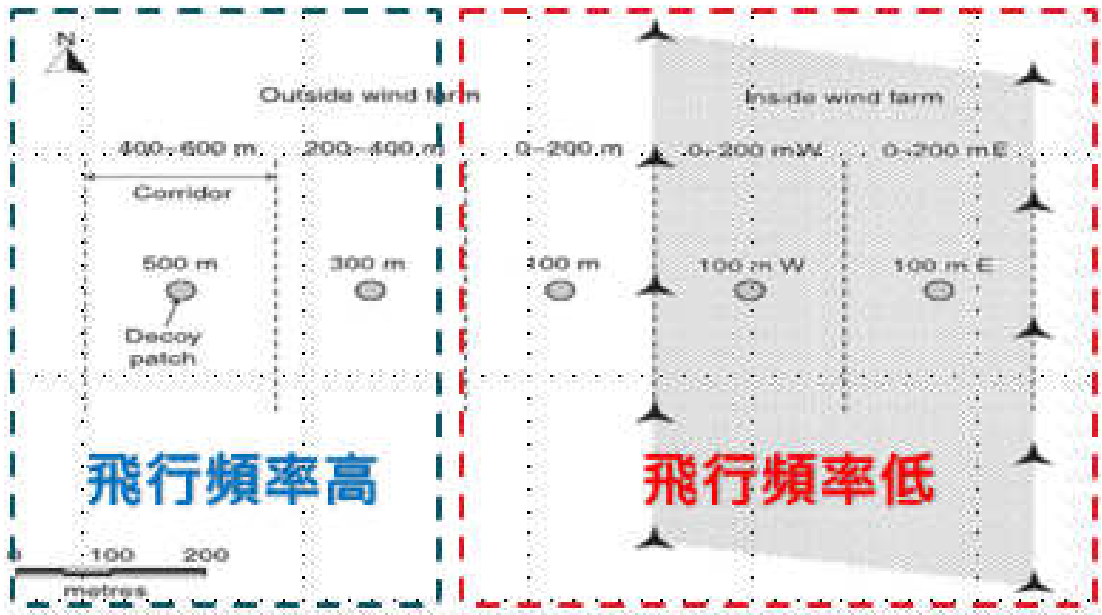 N
Outside wind farm
Inside wind farm
400-600 m
200-400 m
0-200 m
0-200 m W
0-200 m E
Corridor
500 m
300 m
100 m
100 m W
100 m E
Decoy
patch
飛行頻率高
飛行頻率低
0 100 200
metres